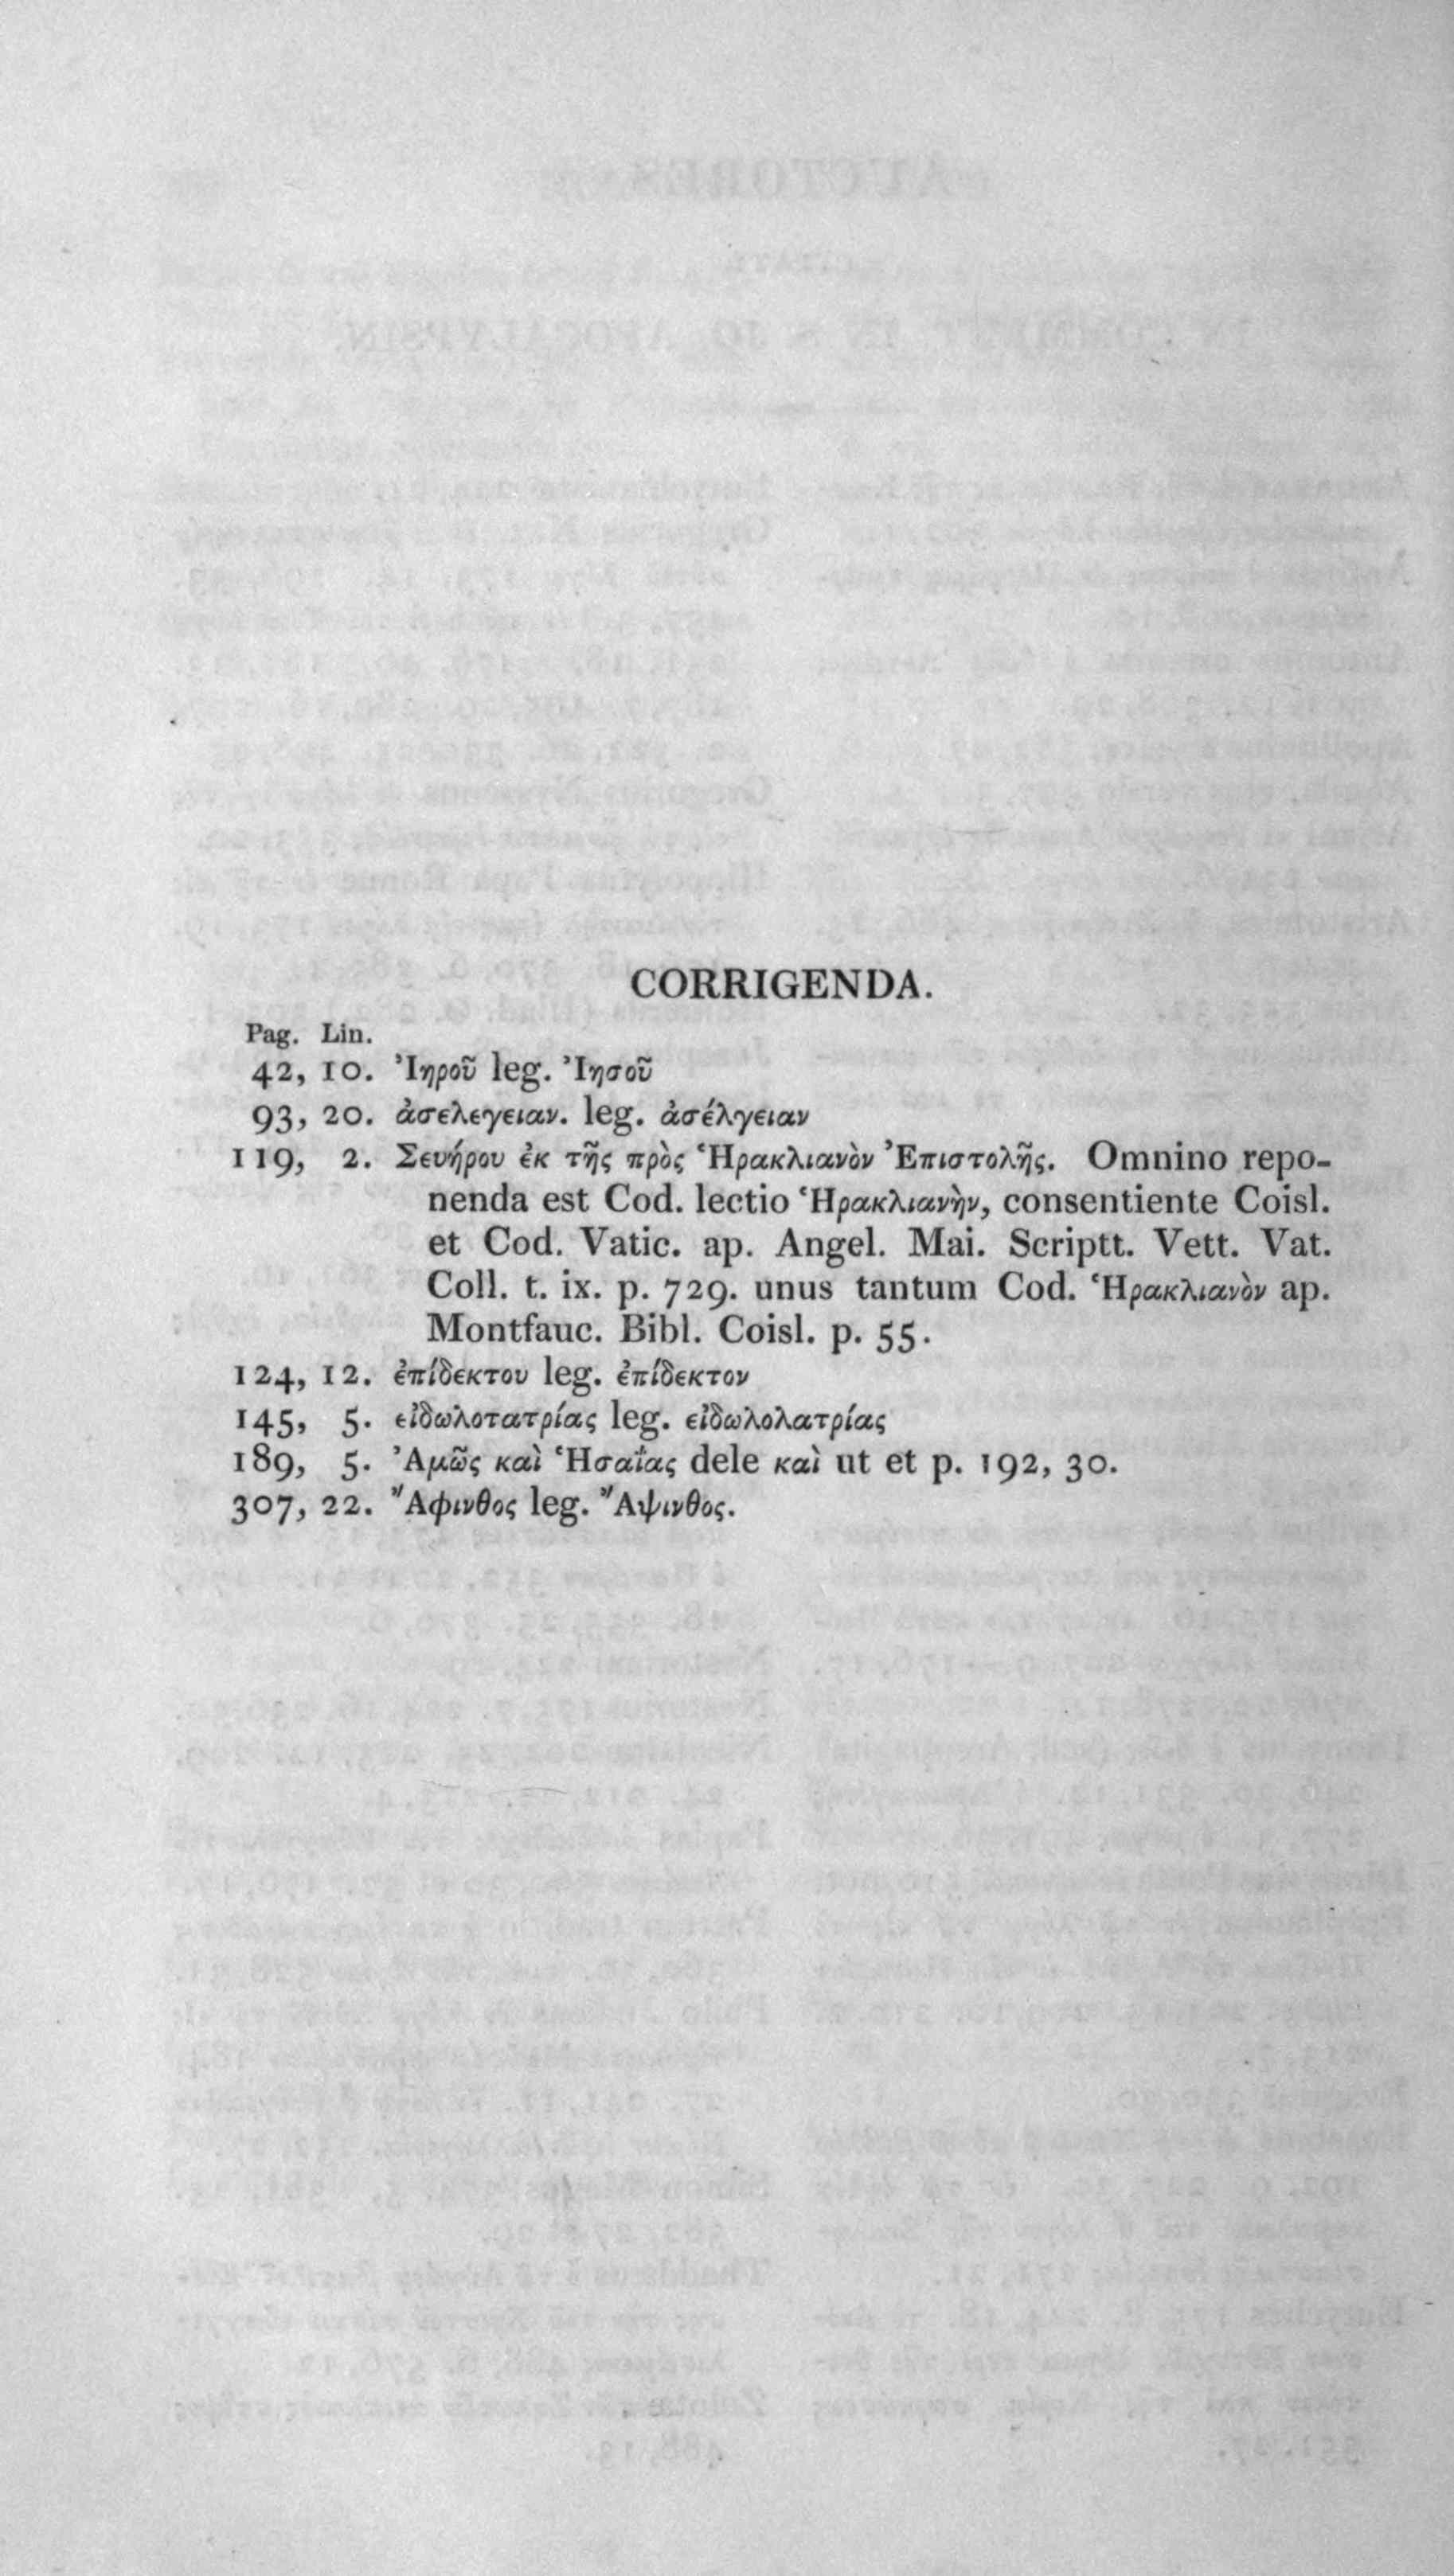 CORRIGENDA.
Pag. Lin.
42, 10. Ἰηροῦ leg. Ἰησοῦ
93, 20. ἀσελεγειαν. leg. ἀσέλγειαν
119, 2. Σευήρου ἐκ τῆς πρὸς Ἡρακλιανὸν Ἐπιστολῆς. Omnino repo-
nenda est Cod. lectio Ἡρακλιανὴν, consentiente Coisl.
et Cod. Vatic. ap. Angel. Mai. Scriptt. Vett. Vat.
Coll. t. ix. p. 729. unus tantum Cod. Ἡρακλιανὸν ap.
Montfauc. Bibl. Coisl. p. 55.
124, 12. ἐπίδεκτου leg. ἐπίδεκτον
145, 5. εἰδωλοτατρίας leg. εἰδωλολατρίας
189, 5. Ἀμῶς καὶ Ἡσαΐας dele καὶ ut et p. 192, 30.
307, 22. Ἄφινθος leg. Ἄψινθος.